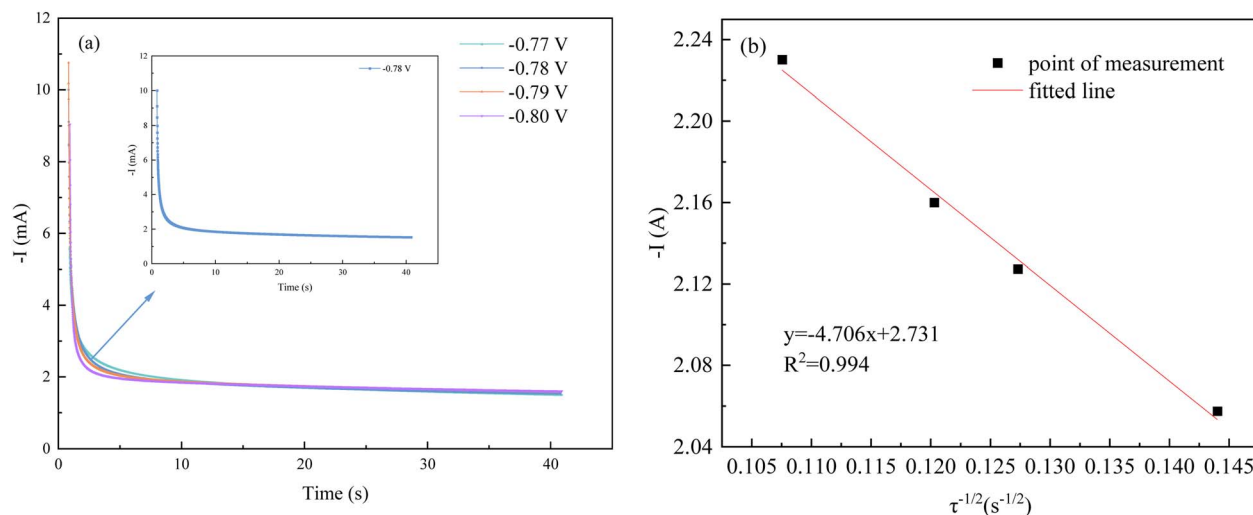 (a)
-0.77 V
-0.78 V
-0.79 V
-0.80 V
12
10
8
6
4
2
0
-I (mA)
0 10 20 30 40
Time (s)
-0.78 V
12
10
8
6
4
2
0
-I (mA)
0 10 20 30 40
Time (s)
(b)
point of measurement
fitted line
2.24
2.20
2.16
2.12
2.08
2.04
-I (A)
y=-4.706x+2.731
R²=0.994
0.105 0.110 0.115 0.120 0.125 0.130 0.135 0.140 0.145
τ^-1/2(s^-1/2)